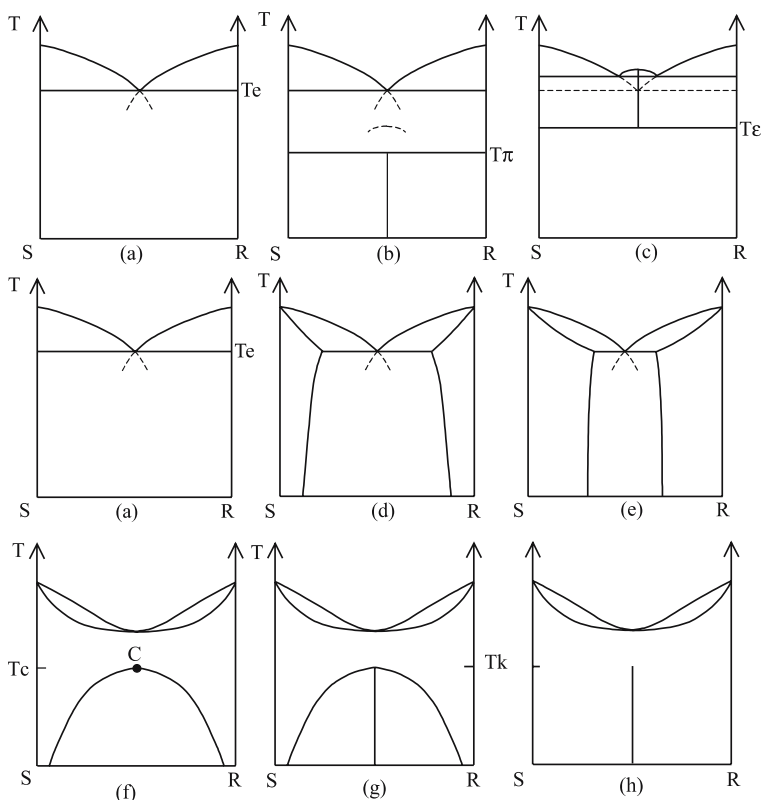 T T T
Te Tπ Tε
S (a) R S (b) R S (c) R
T T T
Te
S (a) R S (d) R S (e) R
T T
C
Tc Tk
S (f) R S (g) R S (h) R